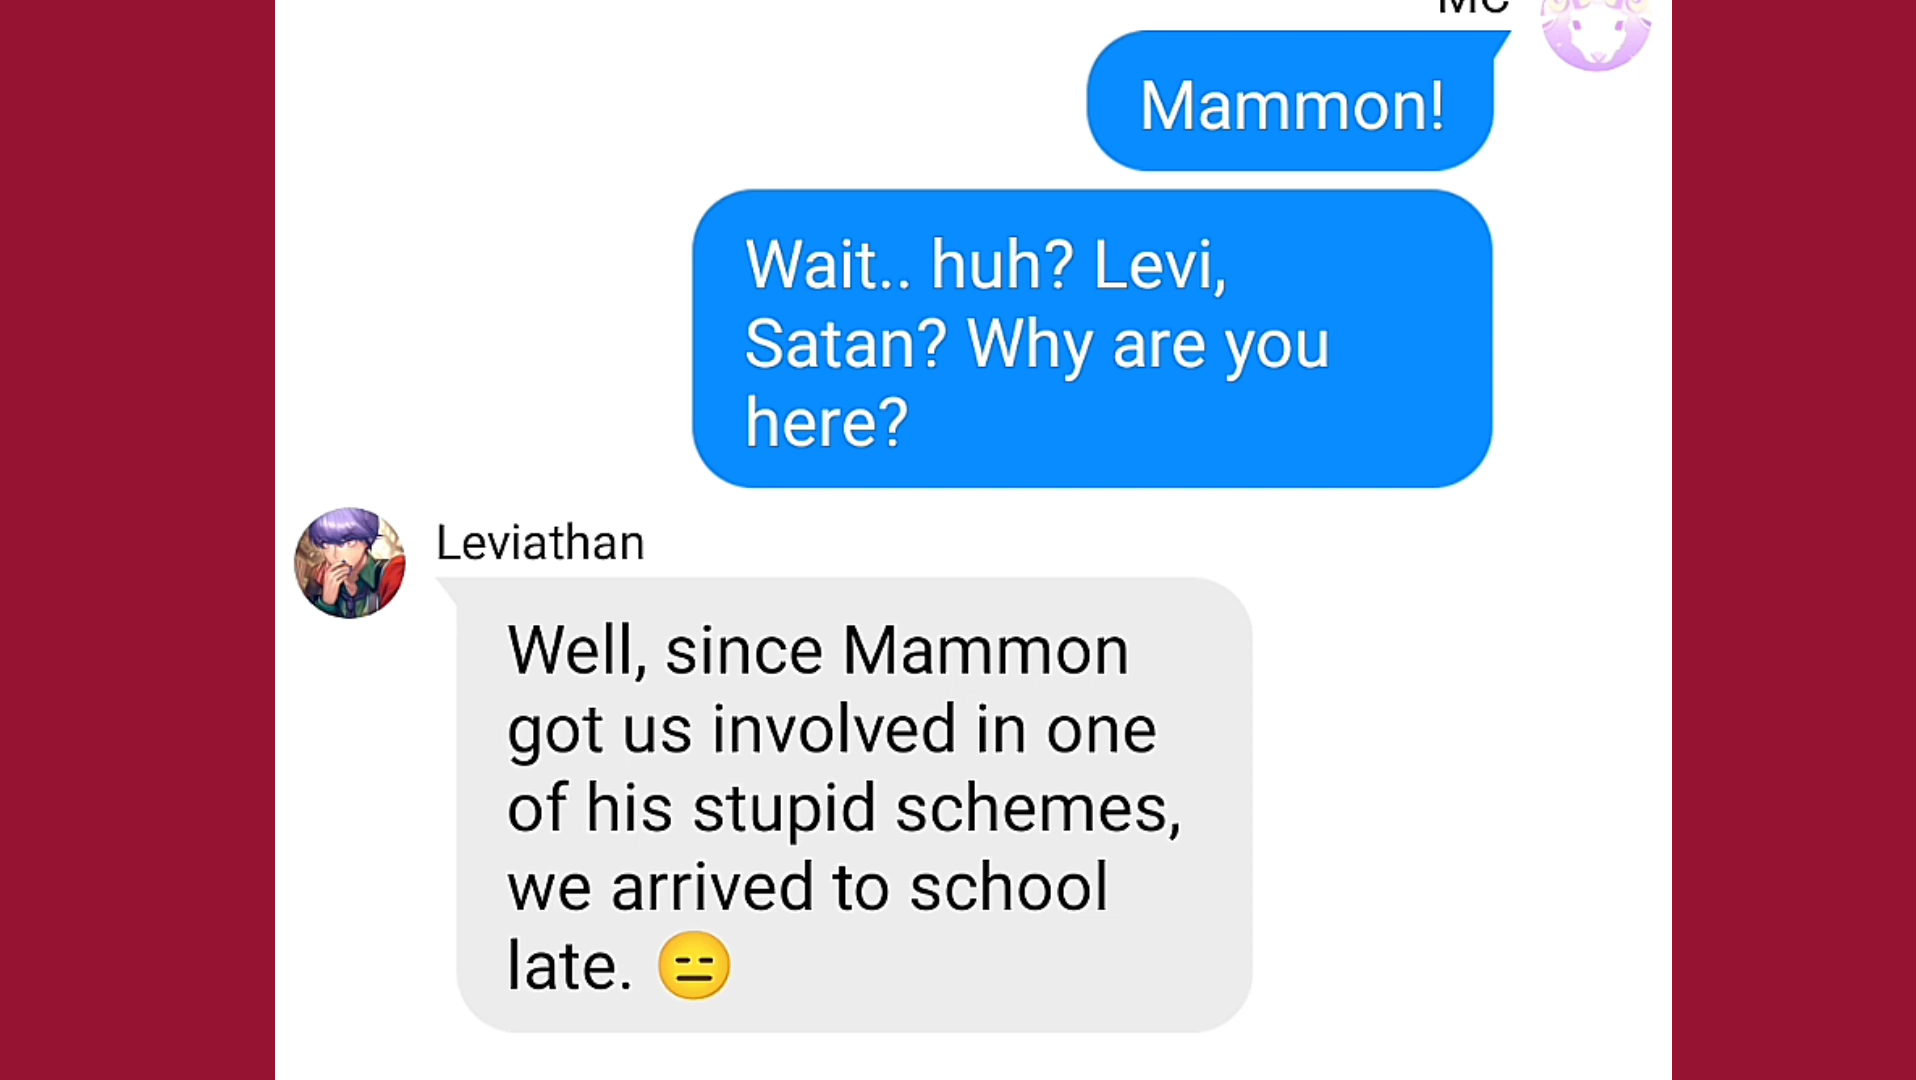 MC
Mammon!
Wait.. huh? Levi,
Satan? Why are you
here?
Leviathan
Well, since Mammon
got us involved in one
of his stupid schemes,
we arrived to school
late. 😑